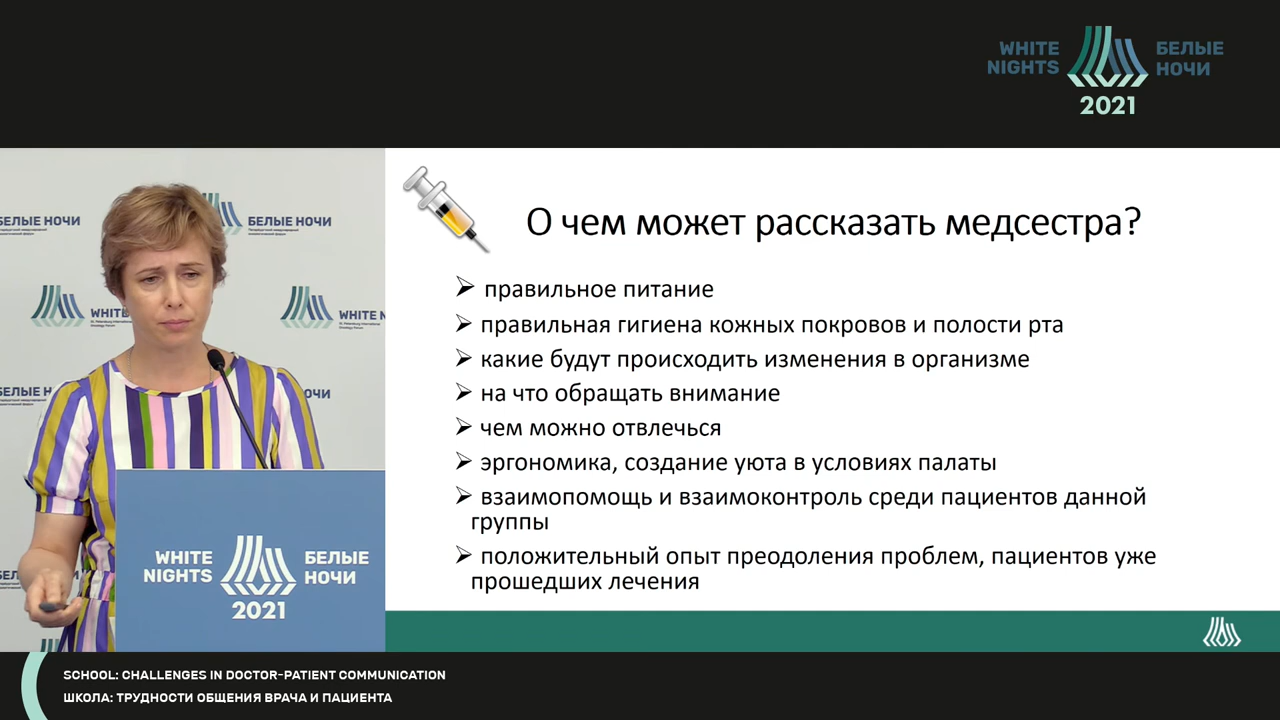 WHITE NIGHTS
БЕЛЫЕ НОЧИ
2021
БЕЛЫЕ НОЧИ
БЕЛЫЕ НОЧИ
WHITE
WHITE N
НОЧИ
WHITE NIGHTS
БЕЛЫЕ НОЧИ
2021
О чем может рассказать медсестра?
правильное питание
правильная гигиена кожных покровов и полости рта
какие будут происходить изменения в организме
на что обращать внимание
чем можно отвлечься
эргономика, создание уюта в условиях палаты
взаимопомощь и взаимоконтроль среди пациентов данной
группы
положительный опыт преодоления проблем, пациентов уже
прошедших лечения
SCHOOL: CHALLENGES IN DOCTOR-PATIENT COMMUNICATION
ШКОЛА: ТРУДНОСТИ ОБЩЕНИЯ ВРАЧА И ПАЦИЕНТА